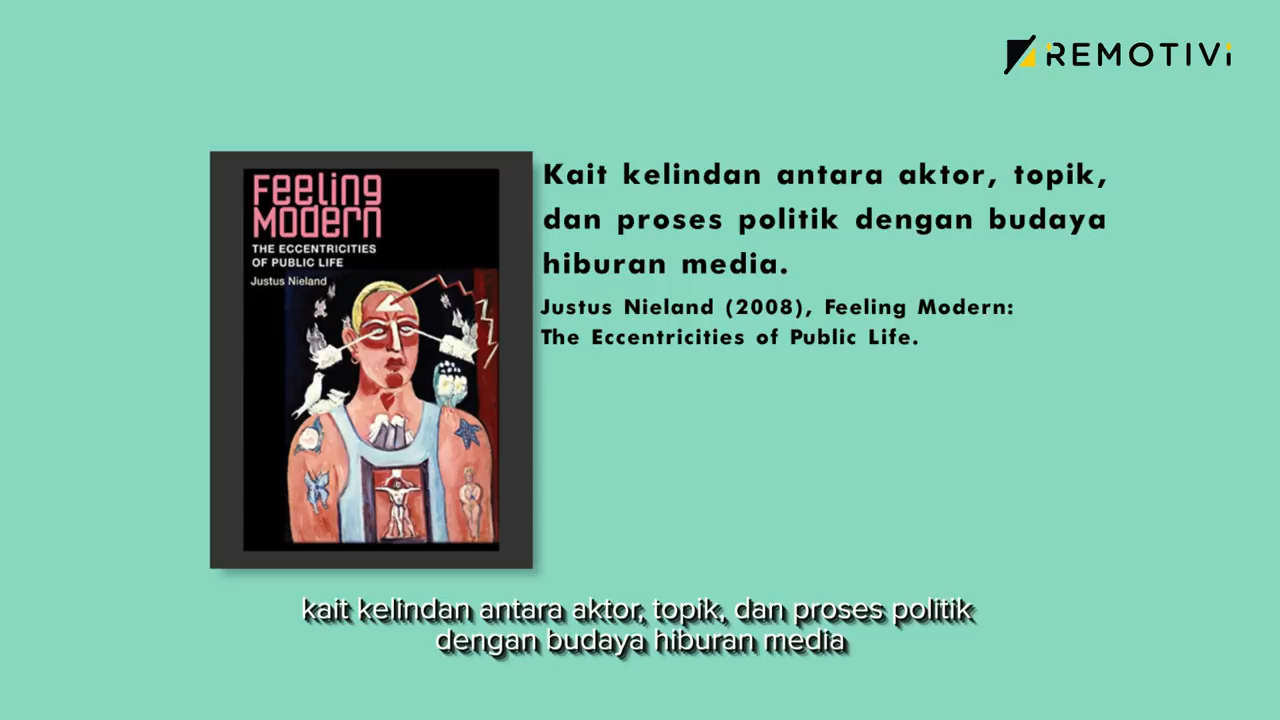 REMOTIVi
Feeling
Modern
THE ECCENTRICITIES
OF PUBLIC LIFE
Justus Nieland
Kait kelindan antara aktor, topik,
dan proses politik dengan budaya
hiburan media.
Justus Nieland (2008), Feeling Modern:
The Eccentricities of Public Life.
kait kelindan antara aktor, topik, dan proses politik
dengan budaya hiburan media